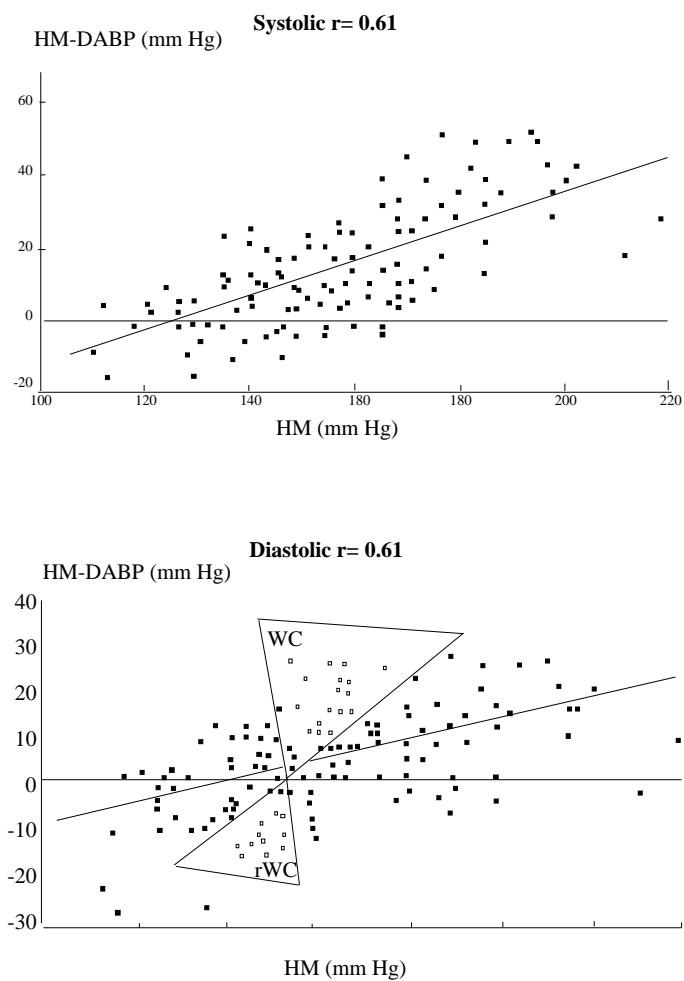 Systolic r= 0.61
HM-DABP (mm Hg)
60
40
20
0
-20
100 120 140 160 180 180 200 220
HM (mm Hg)
Diastolic r= 0.61
HM-DABP (mm Hg)
40
30
20
10
0
-10
-20
-30
WC
rWC
HM (mm Hg)